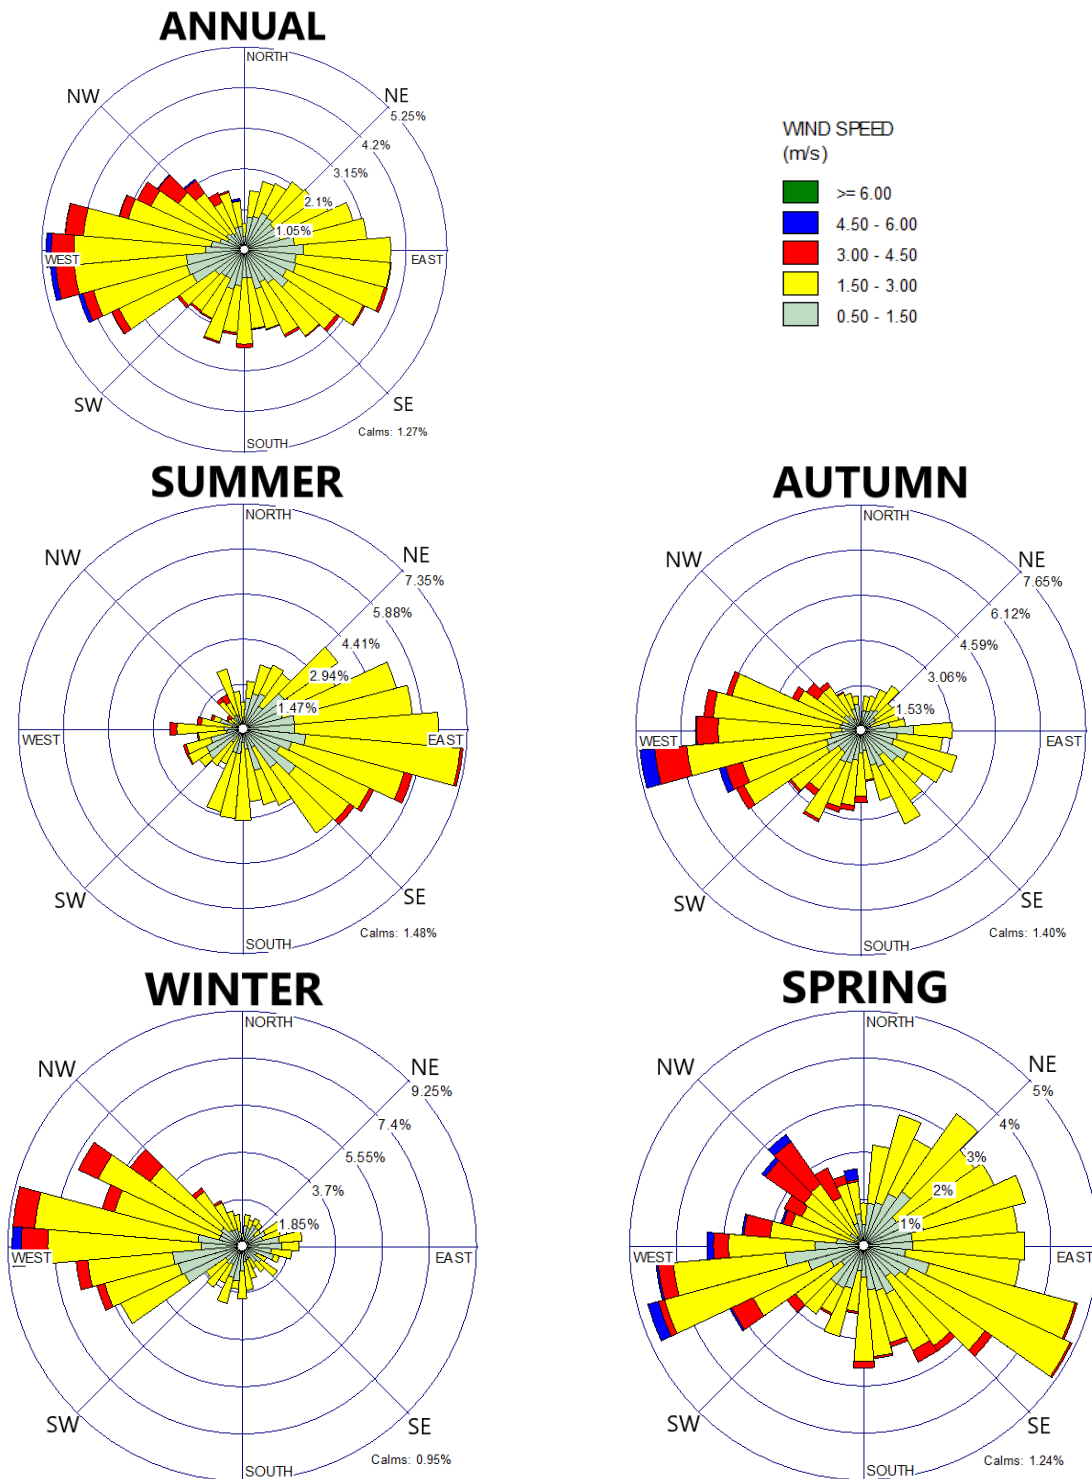 ANNUAL
NORTH
NW
NE
5.25%
4.2%
3.15%
2.1%
1.05%
WEST
EAST
SW
SE
Calms: 1.27%
SOUTH
WIND SPEED
(m/s)
>= 6.00
4.50 - 6.00
3.00 - 4.50
1.50 - 3.00
0.50 - 1.50
SUMMER
NORTH
NW
NE
7.35%
5.88%
4.41%
2.94%
1.47%
WEST
EAST
SW
SE
Calms: 1.48%
SOUTH
AUTUMN
NORTH
NW
NE
7.65%
6.12%
4.59%
3.06%
1.53%
WEST
EAST
SW
SE
Calms: 1.40%
SOUTH
WINTER
NORTH
NW
NE
9.25%
7.4%
5.55%
3.7%
1.85%
WEST
EAST
SW
SE
Calms: 0.95%
SOUTH
SPRING
NORTH
NW
NE
5%
4%
3%
2%
1%
WEST
EAST
SW
SE
Calms: 1.24%
SOUTH